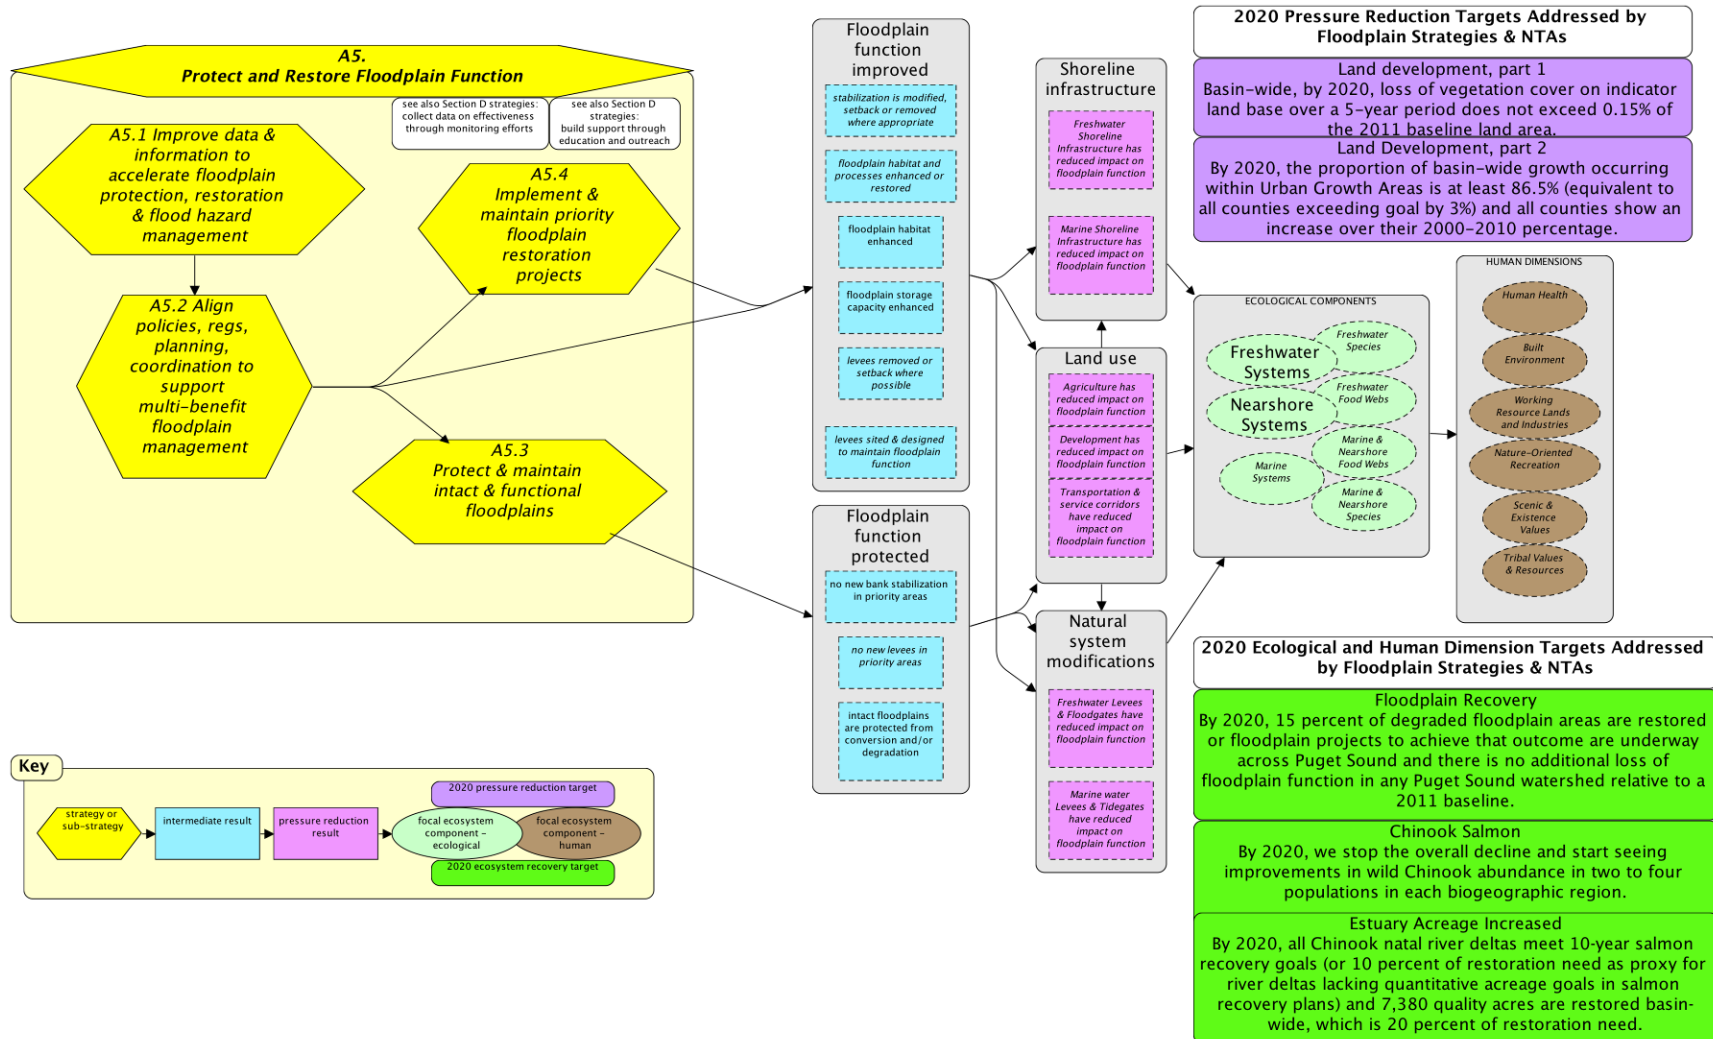 A5.
Protect and Restore Floodplain Function
see also Section D strategies:
collect data on effectiveness
through monitoring efforts
see also Section D
strategies:
build support through
education and outreach
A5.1 Improve data &
information to
accelerate floodplain
protection, restoration
& flood hazard
management
A5.4
Implement &
maintain priority
floodplain
restoration
projects
A5.2 Align
policies, regs,
planning,
coordination to
support
multi-benefit
floodplain
management
A5.3
Protect & maintain
intact & functional
floodplains
Floodplain
function
improved
stabilization is modified,
setback or removed
where appropriate
floodplain habitat and
processes enhanced or
restored
floodplain habitat
enhanced
floodplain storage
capacity enhanced
levees removed or
setback where
possible
levees sited & designed
to maintain floodplain
function
Floodplain
function
protected
no new bank stabilization
in priority areas
no new levees in
priority areas
intact floodplains
are protected from
conversion and/or
degradation
Shoreline
infrastructure
Freshwater
Shoreline
Infrastructure has
reduced impact on
floodplain function
Marine Shoreline
Infrastructure has
reduced impact on
floodplain function
Land use
Agriculture has
reduced impact on
floodplain function
Development has
reduced impact on
floodplain function
Transportation &
service corridors
have reduced
impact on
floodplain function
Natural
system
modifications
Freshwater Levees
& Floodgates have
reduced impact on
floodplain function
Marine water
Levees & Tidegates
have reduced
impact on
floodplain function
2020 Pressure Reduction Targets Addressed by
Floodplain Strategies & NTAs
Land development, part 1
Basin-wide, by 2020, loss of vegetation cover on indicator
land base over a 5-year period does not exceed 0.15% of
the 2011 baseline land area.
Land Development, part 2
By 2020, the proportion of basin-wide growth occurring
within Urban Growth Areas is at least 86.5% (equivalent to
all counties exceeding goal by 3%) and all counties show an
increase over their 2000-2010 percentage.
ECOLOGICAL COMPONENTS
Freshwater
Species
Freshwater
Systems
Freshwater
Food Webs
Nearshore
Systems
Marine &
Nearshore
Food Webs
Marine
Systems
Marine &
Nearshore
Species
HUMAN DIMENSIONS
Human Health
Built
Environment
Working
Resource Lands
and Industries
Nature-Oriented
Recreation
Scenic &
Existence
Values
Tribal Values
& Resources
2020 Ecological and Human Dimension Targets Addressed
by Floodplain Strategies & NTAs
Floodplain Recovery
By 2020, 15 percent of degraded floodplain areas are restored
or floodplain projects to achieve that outcome are underway
across Puget Sound and there is no additional loss of
floodplain function in any Puget Sound watershed relative to a
2011 baseline.
Chinook Salmon
By 2020, we stop the overall decline and start seeing
improvements in wild Chinook abundance in two to four
populations in each biogeographic region.
Estuary Acreage Increased
By 2020, all Chinook natal river deltas meet 10-year salmon
recovery goals (or 10 percent of restoration need as proxy for
river deltas lacking quantitative acreage goals in salmon
recovery plans) and 7,380 quality acres are restored basin-
wide, which is 20 percent of restoration need.
Key
strategy or
sub-strategy
intermediate result
pressure reduction
result
2020 pressure reduction target
focal ecosystem
component -
ecological
focal ecosystem
component -
human
2020 ecosystem recovery target